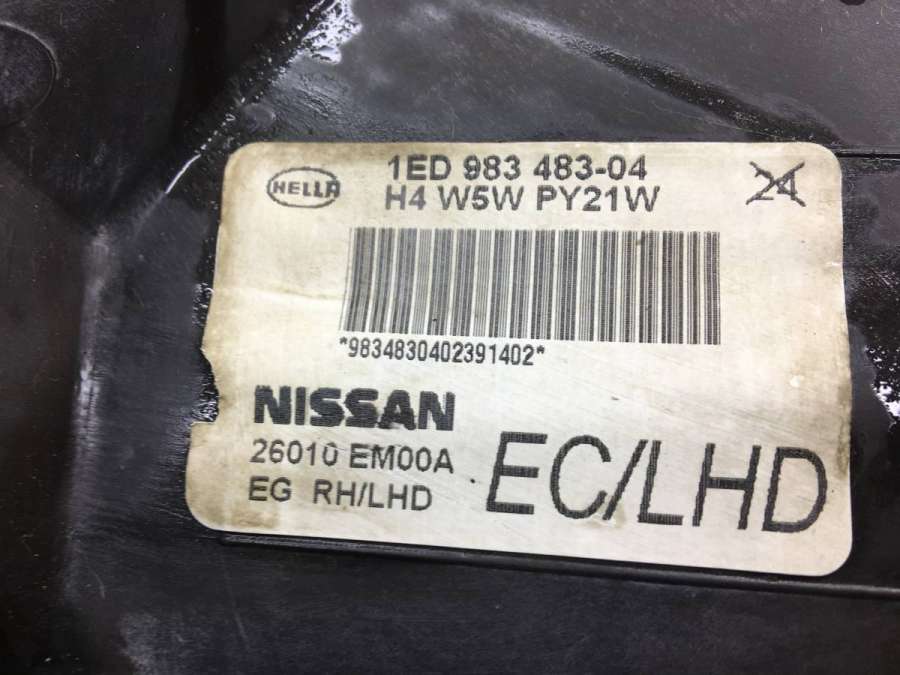 HELLA
1ED 983 483-04
H4 W5W PY21W
24
*9834830402391402*
NISSAN
26010 EM00A
EG RH/LHD
EC/LHD